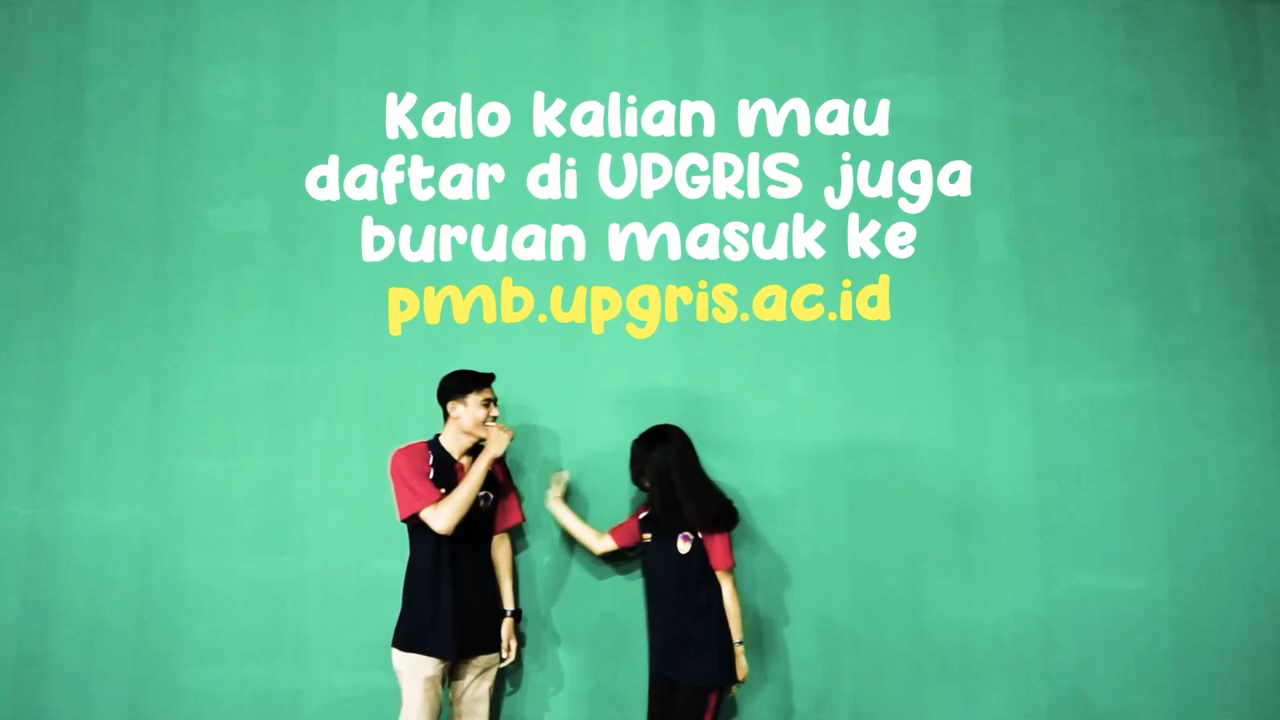 Kalo kalian mau
daftar di UPGRIS juga
buruan masuk ke
pmb.upgris.ac.id